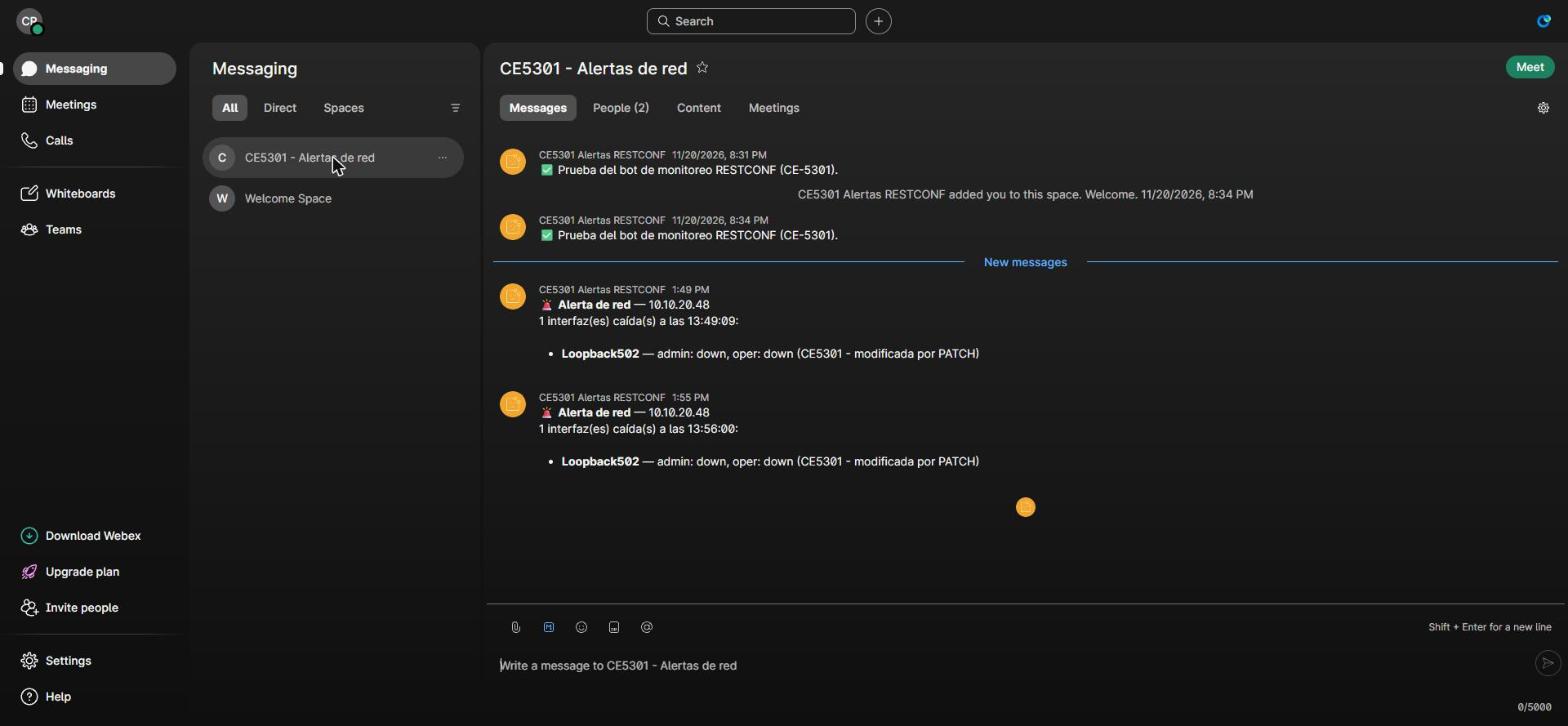 CP
Search
Messaging
Meetings
Calls
Whiteboards
Teams
Download Webex
Upgrade plan
Invite people
Settings
Help
Messaging
All Direct Spaces
C CE5301 - Alertas de red ...
W Welcome Space
CE5301 - Alertas de red
Meet
Messages People (2) Content Meetings
CE5301 Alertas RESTCONF 11/20/2026, 8:31 PM
✅ Prueba del bot de monitoreo RESTCONF (CE-5301).
CE5301 Alertas RESTCONF added you to this space. Welcome. 11/20/2026, 8:34 PM
CE5301 Alertas RESTCONF 11/20/2026, 8:34 PM
✅ Prueba del bot de monitoreo RESTCONF (CE-5301).
New messages
CE5301 Alertas RESTCONF 1:49 PM
🚨 Alerta de red — 10.10.20.48
1 interfaz(es) caída(s) a las 13:49:09:
• Loopback502 — admin: down, oper: down (CE5301 - modificada por PATCH)
CE5301 Alertas RESTCONF 1:55 PM
🚨 Alerta de red — 10.10.20.48
1 interfaz(es) caída(s) a las 13:56:00:
• Loopback502 — admin: down, oper: down (CE5301 - modificada por PATCH)
Shift + Enter for a new line
Write a message to CE5301 - Alertas de red
0/5000